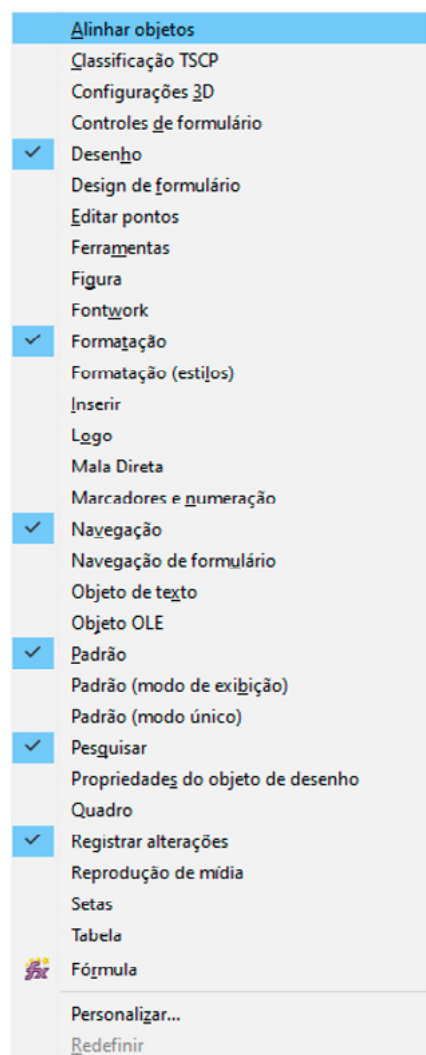 Alinhar objetos
Classificação TSCP
Configurações 3D
Controles de formulário
Desenho
Design de formulário
Editar pontos
Ferramentas
Figura
Fontwork
Formatação
Formatação (estilos)
Inserir
Logo
Mala Direta
Marcadores e numeração
Navegação
Navegação de formulário
Objeto de texto
Objeto OLE
Padrão
Padrão (modo de exibição)
Padrão (modo único)
Pesquisar
Propriedades do objeto de desenho
Quadro
Registrar alterações
Reprodução de mídia
Setas
Tabela
Fórmula
Personalizar...
Redefinir